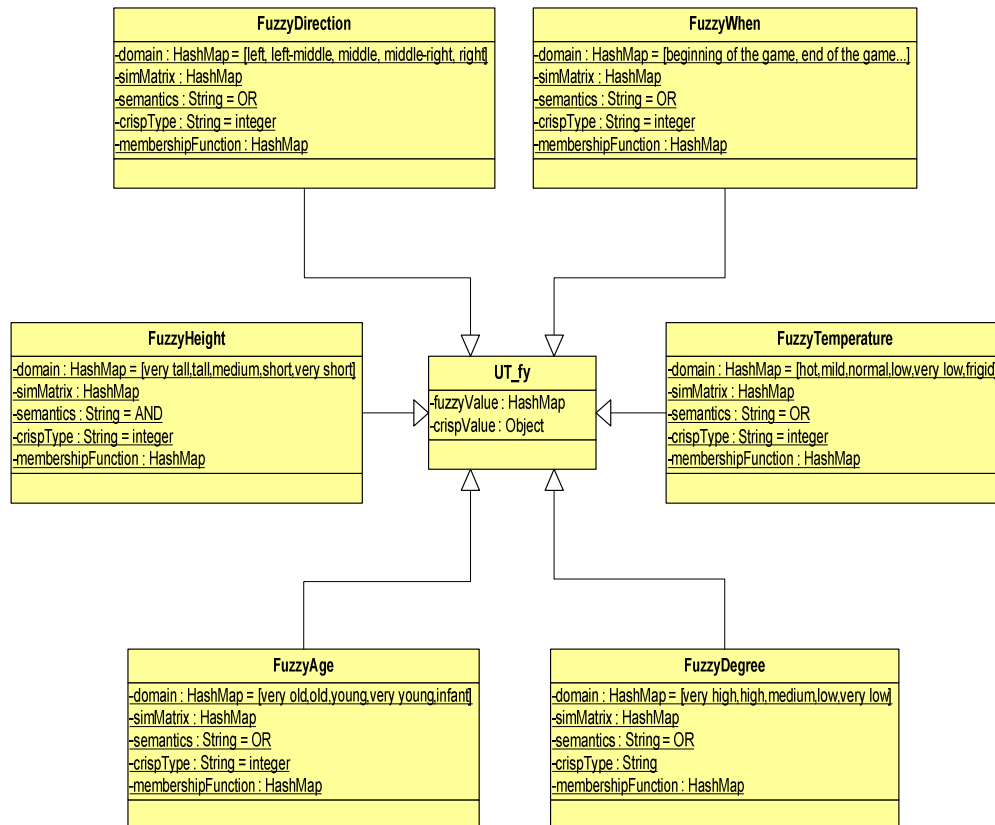 FuzzyDirection
-domain : HashMap = [left, left-middle, middle, middle-right, right]
-simMatrix : HashMap
-semantics : String = OR
-crispType : String = integer
-membershipFunction : HashMap
FuzzyWhen
-domain : HashMap = [beginning of the game, end of the game...]
-simMatrix : HashMap
-semantics : String = OR
-crispType : String = integer
-membershipFunction : HashMap
FuzzyHeight
-domain : HashMap = [very tall,tall,medium,short,very short]
-simMatrix : HashMap
-semantics : String = AND
-crispType : String = integer
-membershipFunction : HashMap
UT_fy
-fuzzyValue : HashMap
-crispValue : Object
FuzzyTemperature
-domain : HashMap = [hot,mild,normal,low,very low,frigid]
-simMatrix : HashMap
-semantics : String = OR
-crispType : String = integer
-membershipFunction : HashMap
FuzzyAge
-domain : HashMap = [very old,old,young,very young,infant]
-simMatrix : HashMap
-semantics : String = OR
-crispType : String = integer
-membershipFunction : HashMap
FuzzyDegree
-domain : HashMap = [very high,high,medium,low,very low]
-simMatrix : HashMap
-semantics : String = OR
-crispType : String
-membershipFunction : HashMap